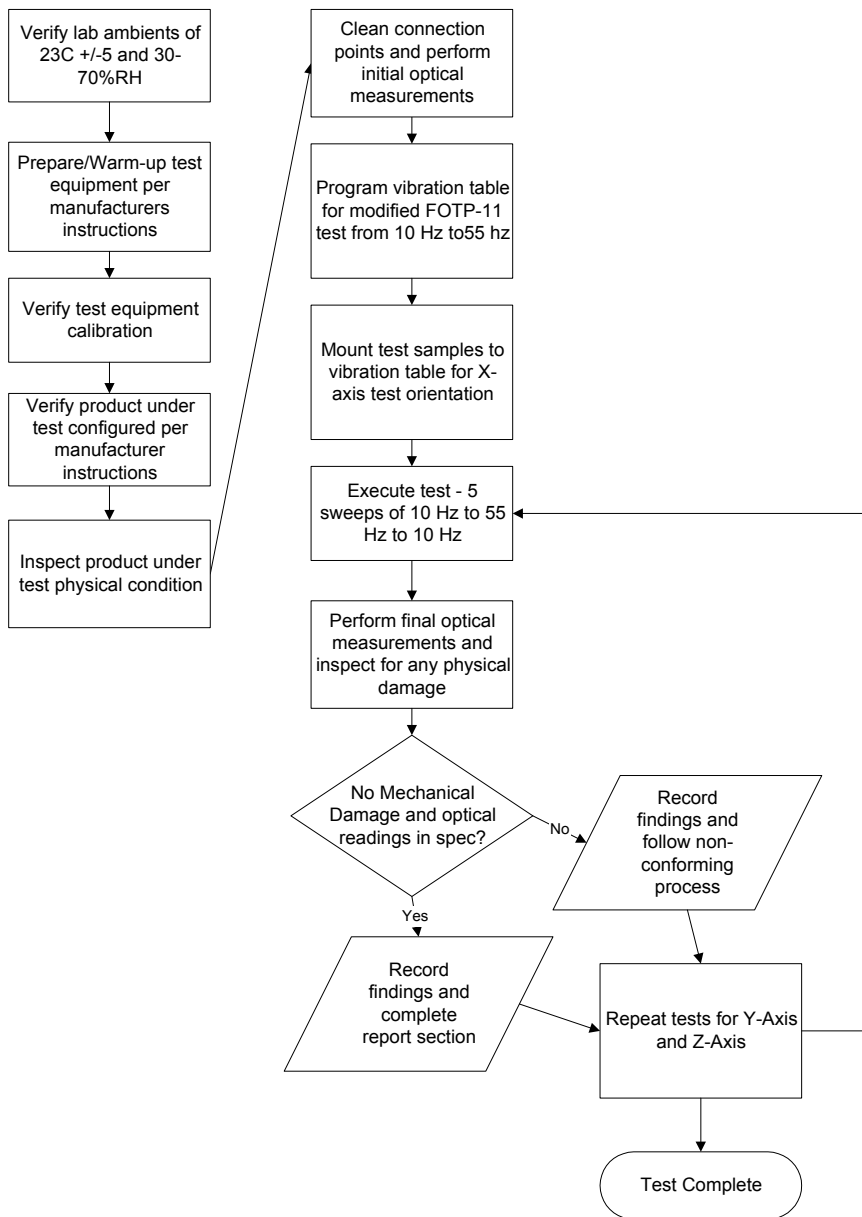 Verify lab ambients of
23C +/-5 and 30-
70%RH
Prepare/Warm-up test
equipment per
manufacturers
instructions
Verify test equipment
calibration
Verify product under
test configured per
manufacturer
instructions
Inspect product under
test physical condition
Clean connection
points and perform
initial optical
measurements
Program vibration table
for modified FOTP-11
test from 10 Hz to55 hz
Mount test samples to
vibration table for X-
axis test orientation
Execute test - 5
sweeps of 10 Hz to 55
Hz to 10 Hz
Perform final optical
measurements and
inspect for any physical
damage
No Mechanical
Damage and optical
readings in spec?
No
Record
findings and
follow non-
conforming
process
Yes
Record
findings and
complete
report section
Repeat tests for Y-Axis
and Z-Axis
Test Complete